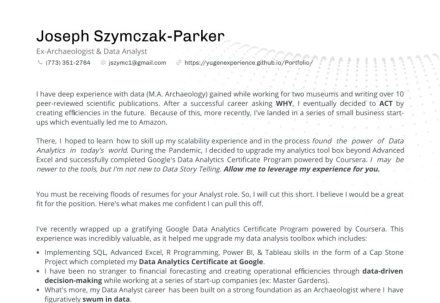 Joseph Szymczak-Parker
Ex-Archaeologist & Data Analyst
(773) 351-2764 jszymc1@gmail.com https://yugenexperience.github.io/Portfolio/
I have deep experience with data (M.A. Archaeology) gained while working for two museums and writing over 10
peer-reviewed scientific publications. After a successful career asking WHY, I eventually decided to ACT by
creating efficiencies in the future. Because of this, more recently, I've landed in a series of small business start-
ups which eventually led me to Amazon.
There, I hoped to learn how to skill up my scalability experience and in the process found the power of Data
Analytics in today's world. During the Pandemic, I decided to upgrade my analytics tool box beyond Advanced
Excel and successfully completed Google's Data Analytics Certificate Program powered by Coursera. I may be
newer to the tools, but I'm not new to Data Story Telling. Allow me to leverage my experience for you.
You must be receiving floods of resumes for your Analyst role. So, I will cut this short. I believe I would be a great
fit for the position. Here's what makes me confident I can pull this off.
I've recently wrapped up a gratifying Google Data Analytics Certificate Program powered by Coursera. This
experience was incredibly valuable, as it helped me upgrade my data analysis toolbox which includes:
• Implementing SQL, Advanced Excel, R Programming, Power BI, & Tableau skills in the form of a Cap Stone
Project which completed my Data Analytics Certificate at Google.
• I have been no stranger to financial forecasting and creating operational efficiencies through data-driven
decision-making while working at a series of start-up companies (ex: Master Gardens).
• What's more, my Data Analyst career has been built on a strong foundation as an Archaeologist where I have
figuratively swum in data.